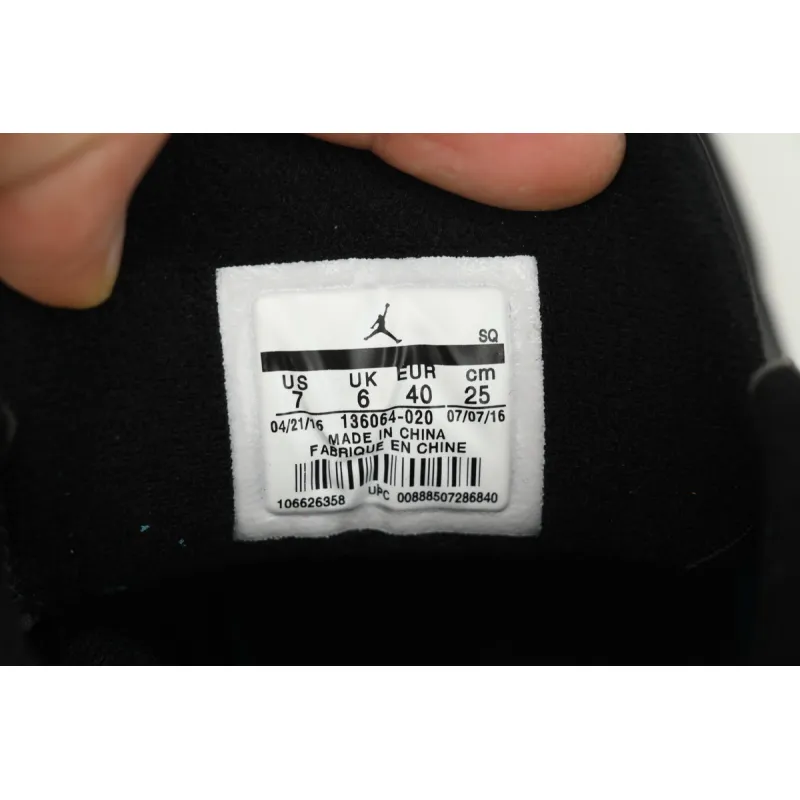 SQ
US UK EUR cm
7 6 40 25
04/21/16 136064-020 07/07/16
MADE IN CHINA
FABRIQUE EN CHINE
106626358 UPC 00888507286840